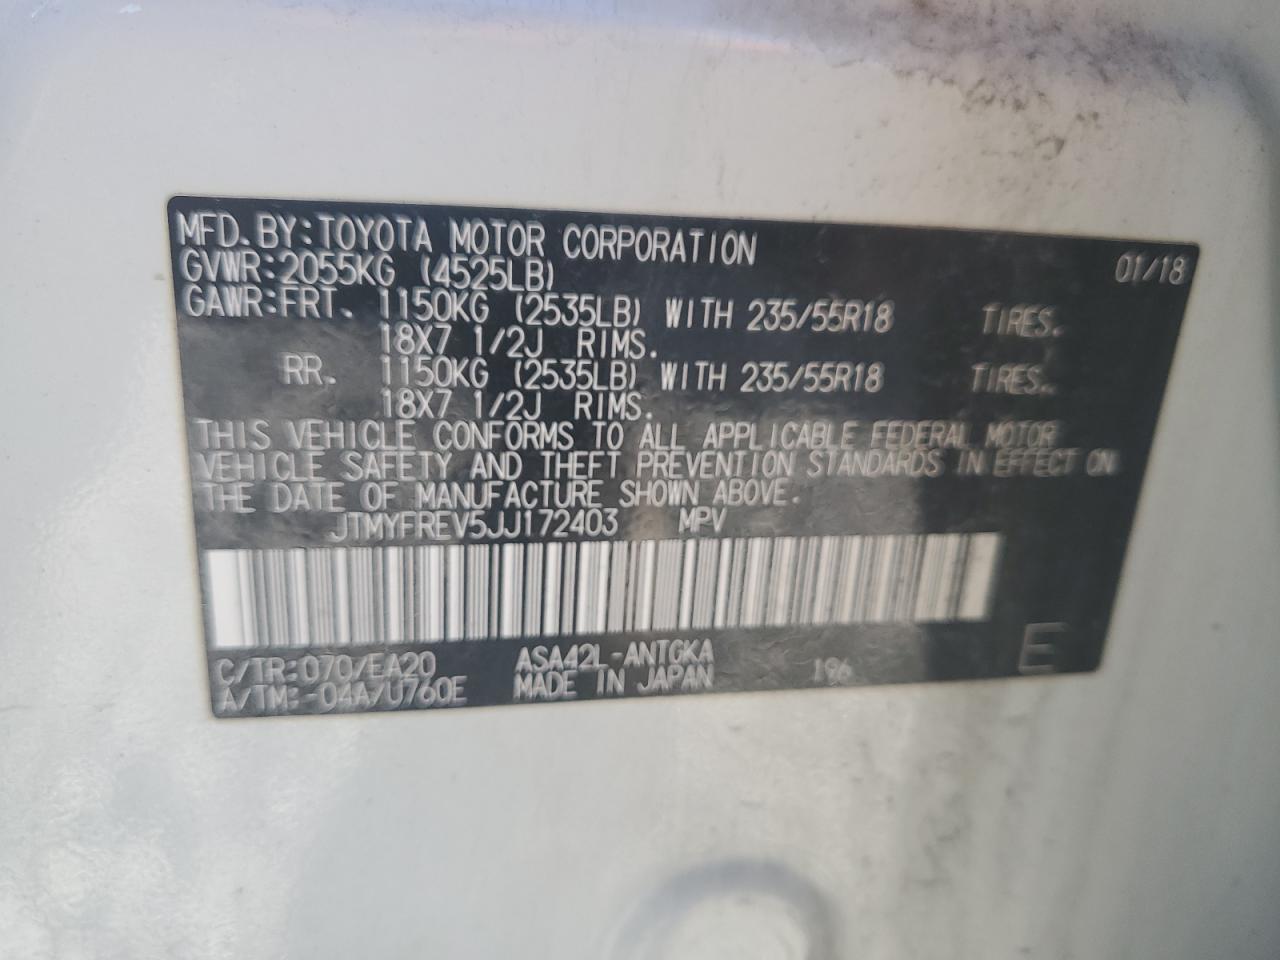 MFD. BY: TOYOTA MOTOR CORPORATION 01/18
GVWR: 2055KG (4525LB)
GAWR: FRT. 1150KG (2535LB) WITH 235/55R18 TIRES.
18X7 1/2J RIMS.
RR. 1150KG (2535LB) WITH 235/55R18 TIRES.
18X7 1/2J RIMS.
THIS VEHICLE CONFORMS TO ALL APPLICABLE FEDERAL MOTOR
VEHICLE SAFETY AND THEFT PREVENTION STANDARDS IN EFFECT ON
THE DATE OF MANUFACTURE SHOWN ABOVE.
JTMYFREV5JJ172403 MPV
C/TR: 070/EA20 ASA42L-ANTGKA 196 E
A/TM: -04A/U760E MADE IN JAPAN